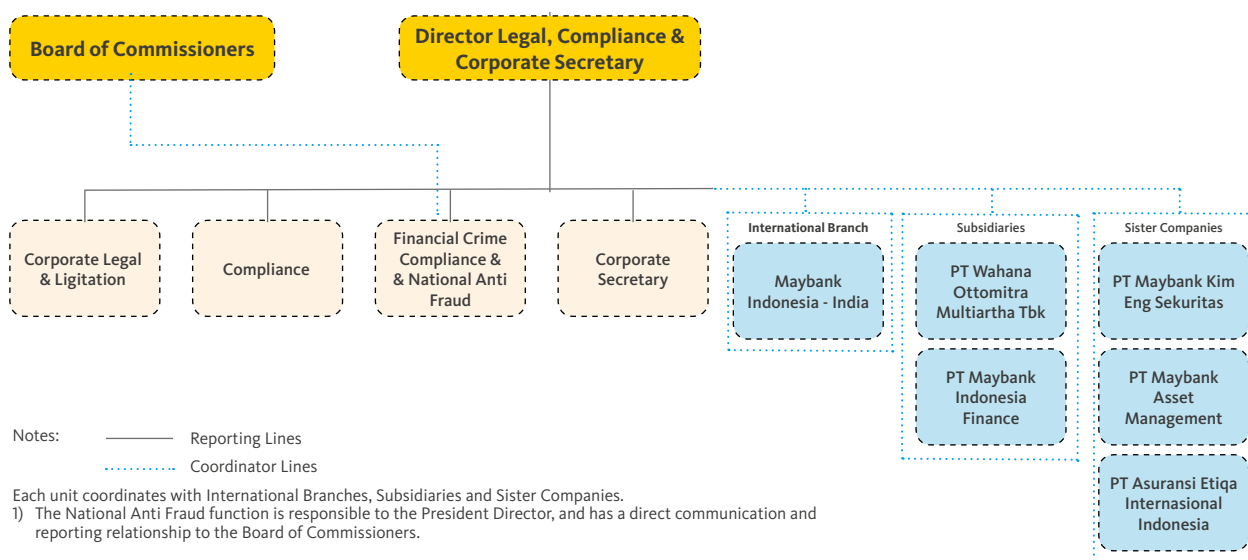 Board of Commissioners
Director Legal, Compliance &
Corporate Secretary
Corporate Legal
& Ligitation
Compliance
Financial Crime
Compliance &
& National Anti
Fraud
Corporate
Secretary
International Branch
Maybank
Indonesia - India
Subsidiaries
PT Wahana
Ottomitra
Multiartha Tbk
PT Maybank
Indonesia
Finance
Sister Companies
PT Maybank Kim
Eng Sekuritas
PT Maybank
Asset
Management
PT Asuransi Etiqa
Internasional
Indonesia
Notes:
Reporting Lines
Coordinator Lines
Each unit coordinates with International Branches, Subsidiaries and Sister Companies.
1) The National Anti Fraud function is responsible to the President Director, and has a direct communication and
reporting relationship to the Board of Commissioners.